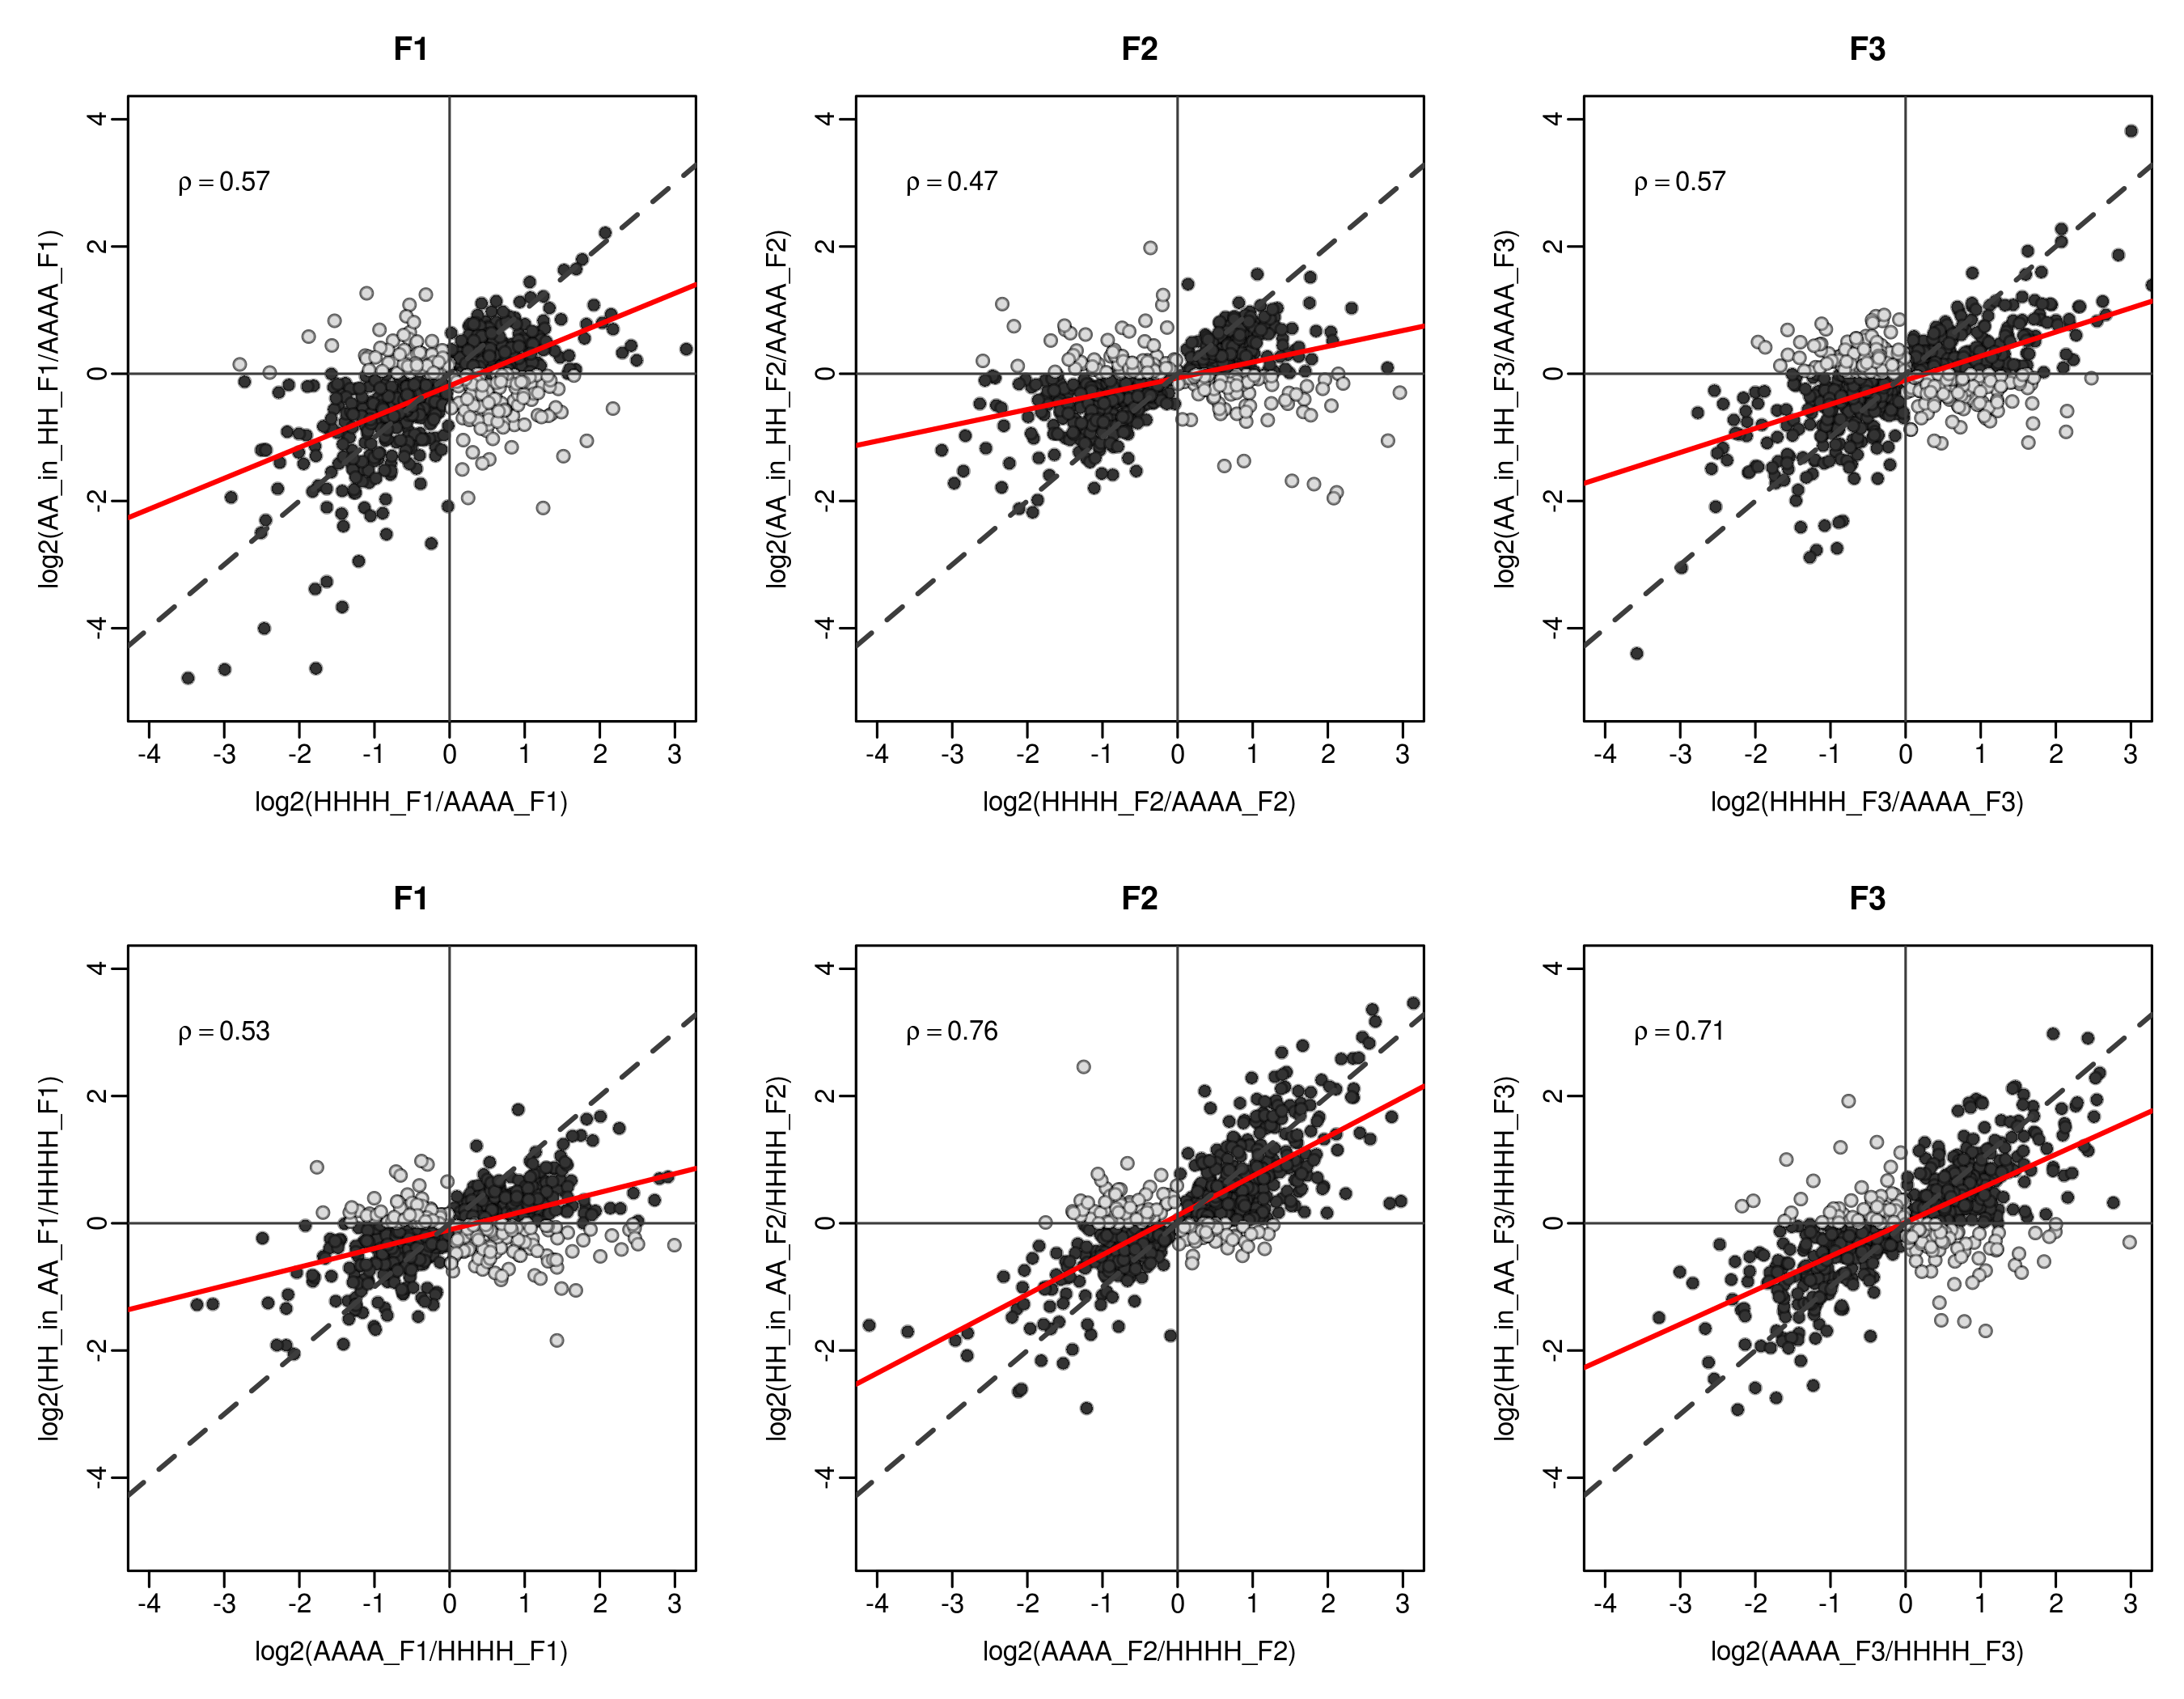 F1
F2
F3
ρ = 0.57
ρ = 0.47
ρ = 0.57
log2(AA_in_HH_F1/AAAA_F1)
4
2
0
-2
-4
-4 -3 -2 -1 0 1 2 3
log2(HHHH_F1/AAAA_F1)
log2(AA_in_HH_F2/AAAA_F2)
4
2
0
-2
-4
-4 -3 -2 -1 0 1 2 3
log2(HHHH_F2/AAAA_F2)
log2(AA_in_HH_F3/AAAA_F3)
4
2
0
-2
-4
-4 -3 -2 -1 0 1 2 3
log2(HHHH_F3/AAAA_F3)
F1
F2
F3
ρ = 0.53
ρ = 0.76
ρ = 0.71
log2(HH_in_AA_F1/HHHH_F1)
4
2
0
-2
-4
-4 -3 -2 -1 0 1 2 3
log2(AAAA_F1/HHHH_F1)
log2(HH_in_AA_F2/HHHH_F2)
4
2
0
-2
-4
-4 -3 -2 -1 0 1 2 3
log2(AAAA_F2/HHHH_F2)
log2(HH_in_AA_F3/HHHH_F3)
4
2
0
-2
-4
-4 -3 -2 -1 0 1 2 3
log2(AAAA_F3/HHHH_F3)